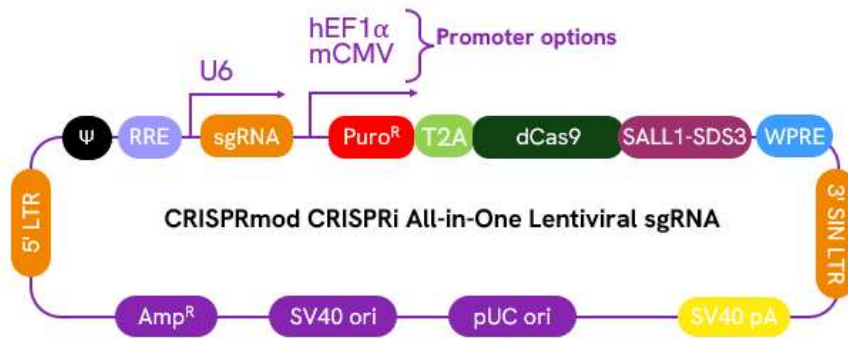 hEF1α
mCMV
Promoter options
U6
Ψ
RRE
sgRNA
Puroᴿ
T2A
dCas9
SALL1-SDS3
WPRE
5' LTR
CRISPRmod CRISPRi All-in-One Lentiviral sgRNA
3' SIN LTR
Ampᴿ
SV40 ori
pUC ori
SV40 pA